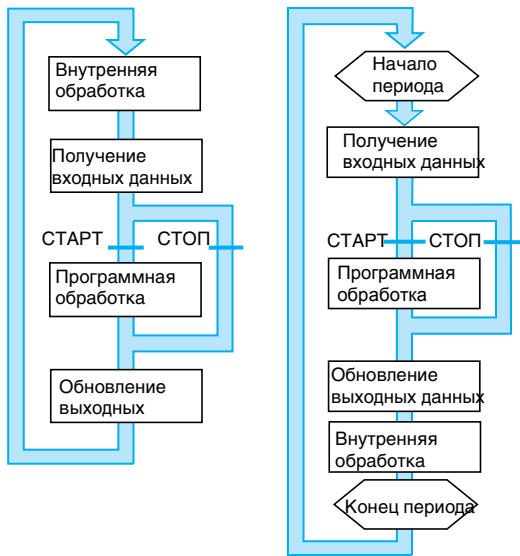 Внутренняя
обработка
Получение
входных данных
СТАРТ
СТОП
Программная
обработка
Обновление
выходных
Начало
периода
Получение
входных данных
СТАРТ
СТОП
Программная
обработка
Обновление
выходных данных
Внутренняя
обработка
Конец периода